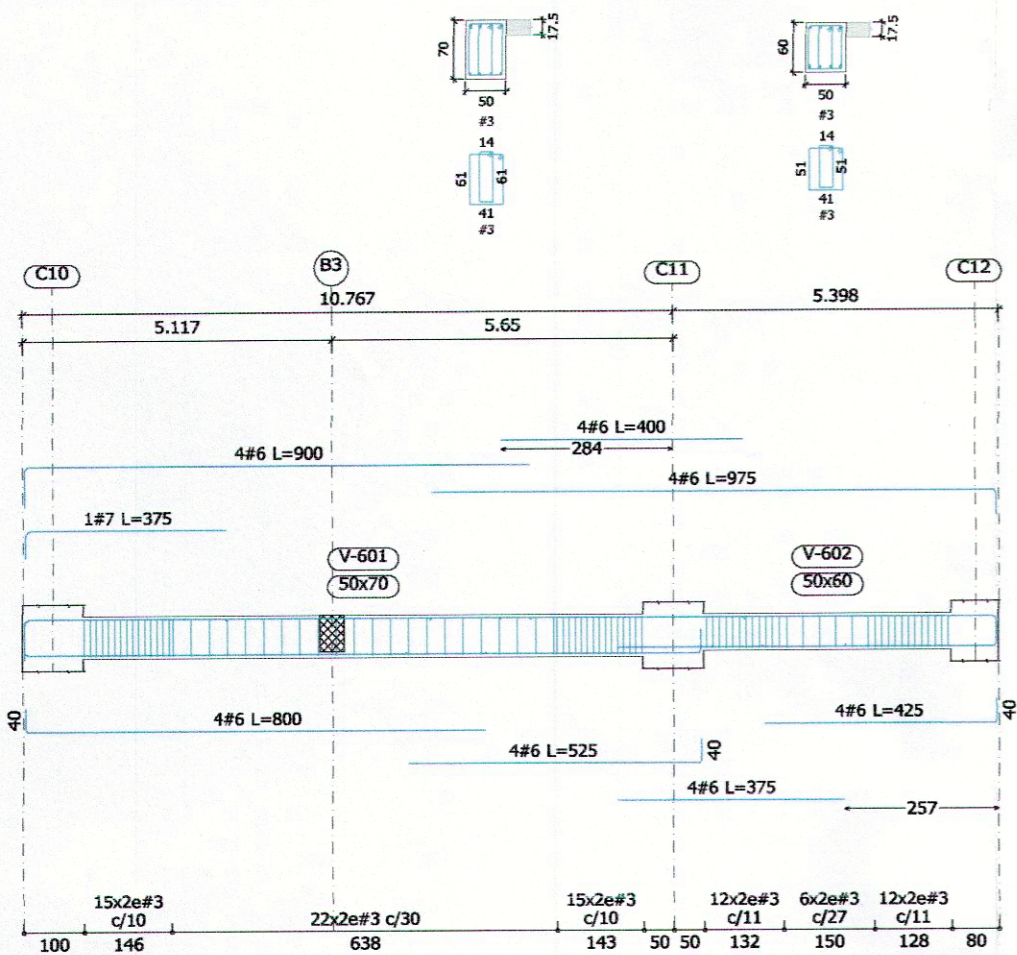 70
17.5
50
#3
14
61
61
41
#3
60
17.5
50
#3
14
51
51
41
#3
C10
B3
C11
C12
10.767
5.398
5.117
5.65
4#6 L=400
284
4#6 L=900
4#6 L=975
1#7 L=375
V-601
50x70
V-602
50x60
40
4#6 L=800
4#6 L=425
40
4#6 L=525
40
4#6 L=375
257
15x2e#3
c/10
22x2e#3 c/30
15x2e#3
c/10
12x2e#3
c/11
6x2e#3
c/27
12x2e#3
c/11
100
146
638
143
50
50
132
150
128
80